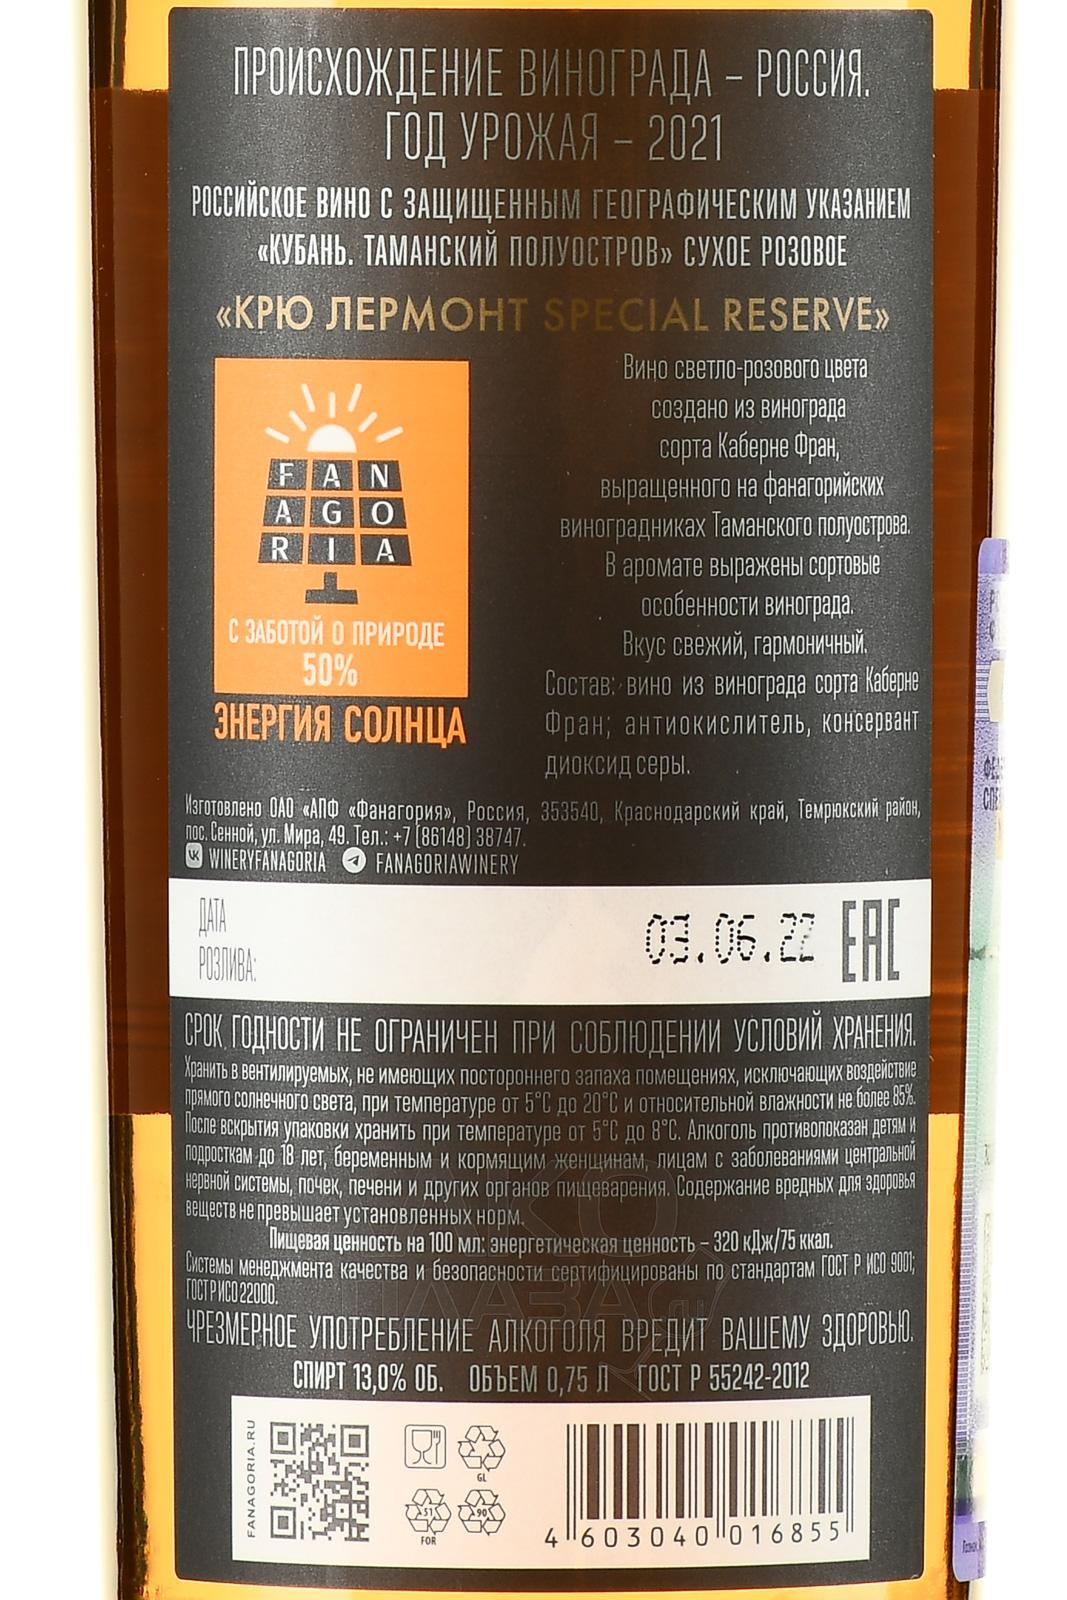 ПРОИСХОЖДЕНИЕ ВИНОГРАДА – РОССИЯ.
ГОД УРОЖАЯ – 2021
РОССИЙСКОЕ ВИНО С ЗАЩИЩЕННЫМ ГЕОГРАФИЧЕСКИМ УКАЗАНИЕМ
«КУБАНЬ. ТАМАНСКИЙ ПОЛУОСТРОВ» СУХОЕ РОЗОВОЕ
«КРЮ ЛЕРМОНТ SPECIAL RESERVE»
FAN
AGO
RIA
С ЗАБОТОЙ О ПРИРОДЕ
50%
ЭНЕРГИЯ СОЛНЦА
Вино светло-розового цвета
создано из винограда
сорта Каберне Фран,
выращенного на фанагорийских
виноградниках Таманского полуострова.
В аромате выражены сортовые
особенности винограда.
Вкус свежий, гармоничный.
Состав: вино из винограда сорта Каберне
Фран; антиокислитель, консервант
диоксид серы.
Изготовлено ОАО «АПФ «Фанагория», Россия, 353540, Краснодарский край, Темрюкский район,
пос. Сенной, ул. Мира, 49. Тел.: +7 (86148) 38747.
WINERYFANAGORIA FANAGORIAWINERY
ДАТА
РОЗЛИВА:
03.06.22 EAC
СРОК ГОДНОСТИ НЕ ОГРАНИЧЕН ПРИ СОБЛЮДЕНИИ УСЛОВИЙ ХРАНЕНИЯ.
Хранить в вентилируемых, не имеющих постороннего запаха помещениях, исключающих воздействие
прямого солнечного света, при температуре от 5°С до 20°С и относительной влажности не более 85%.
После вскрытия упаковки хранить при температуре от 5°С до 8°С. Алкоголь противопоказан детям и
подросткам до 18 лет, беременным и кормящим женщинам, лицам с заболеваниями центральной
нервной системы, почек, печени и других органов пищеварения. Содержание вредных для здоровья
веществ не превышает установленных норм.
Пищевая ценность на 100 мл: энергетическая ценность – 320 кДж/75 ккал.
Системы менеджмента качества и безопасности сертифицированы по стандартам ГОСТ Р ИСО 9001;
ГОСТ Р ИСО 22000.
ЧРЕЗМЕРНОЕ УПОТРЕБЛЕНИЕ АЛКОГОЛЯ ВРЕДИТ ВАШЕМУ ЗДОРОВЬЮ.
СПИРТ 13,0% ОБ. ОБЪЕМ 0,75 Л ГОСТ Р 55242-2012
FANAGORIA.RU
GL
51
FOR
90
4 603040 016855